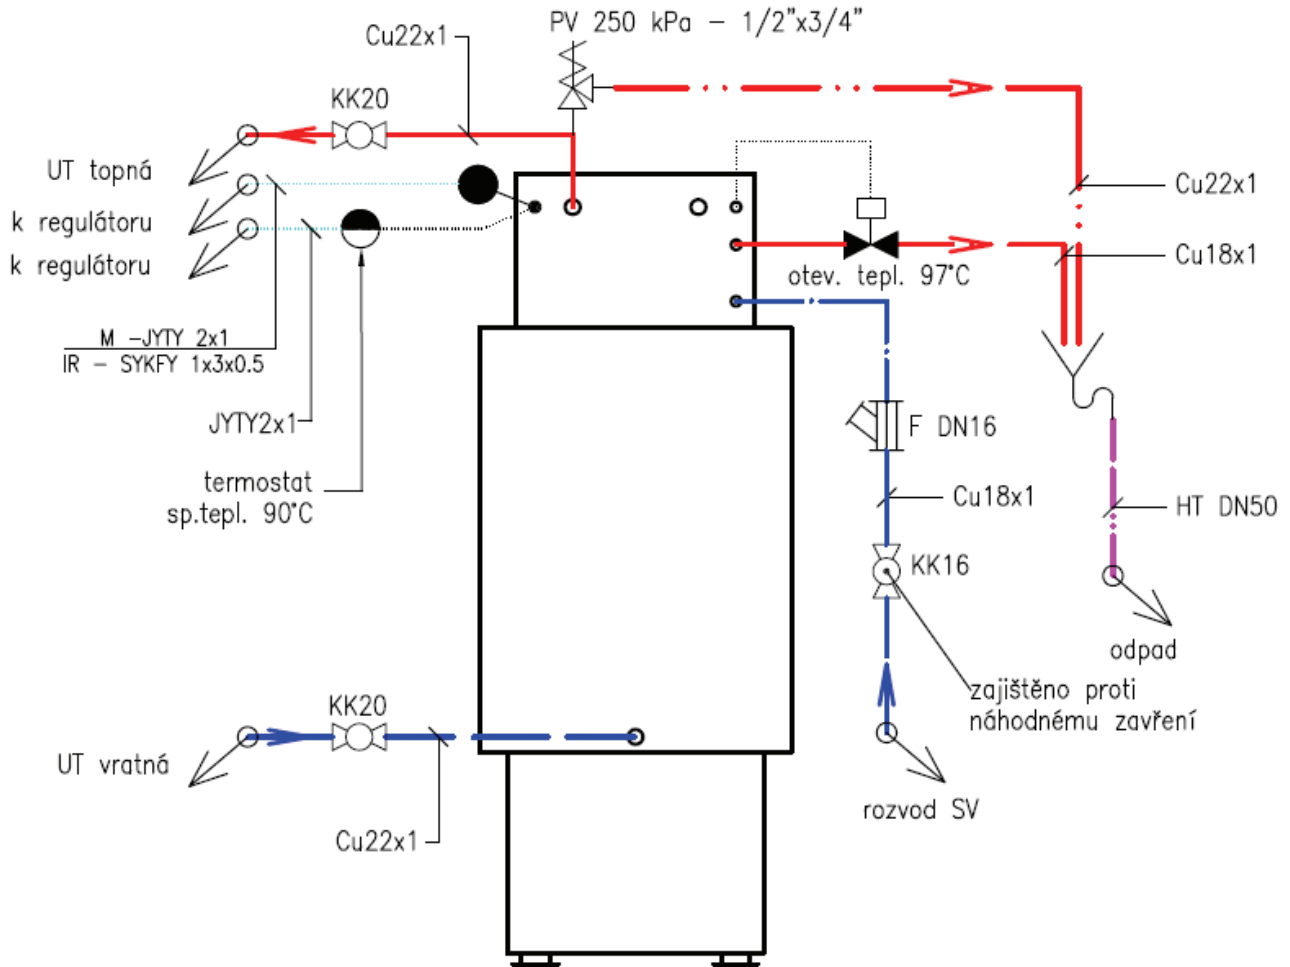 PV 250 kPa - 1/2"x3/4"
Cu22x1
KK20
UT topná
k regulátoru
k regulátoru
Cu22x1
Cu18x1
otev. tepl. 97°C
M -JYTY 2x1
IR - SYKFY 1x3x0.5
JYTY2x1
F DN16
termostat
sp.tepl. 90°C
Cu18x1
HT DN50
KK16
odpad
zajištěno proti
náhodnému zavření
KK20
UT vratná
rozvod SV
Cu22x1